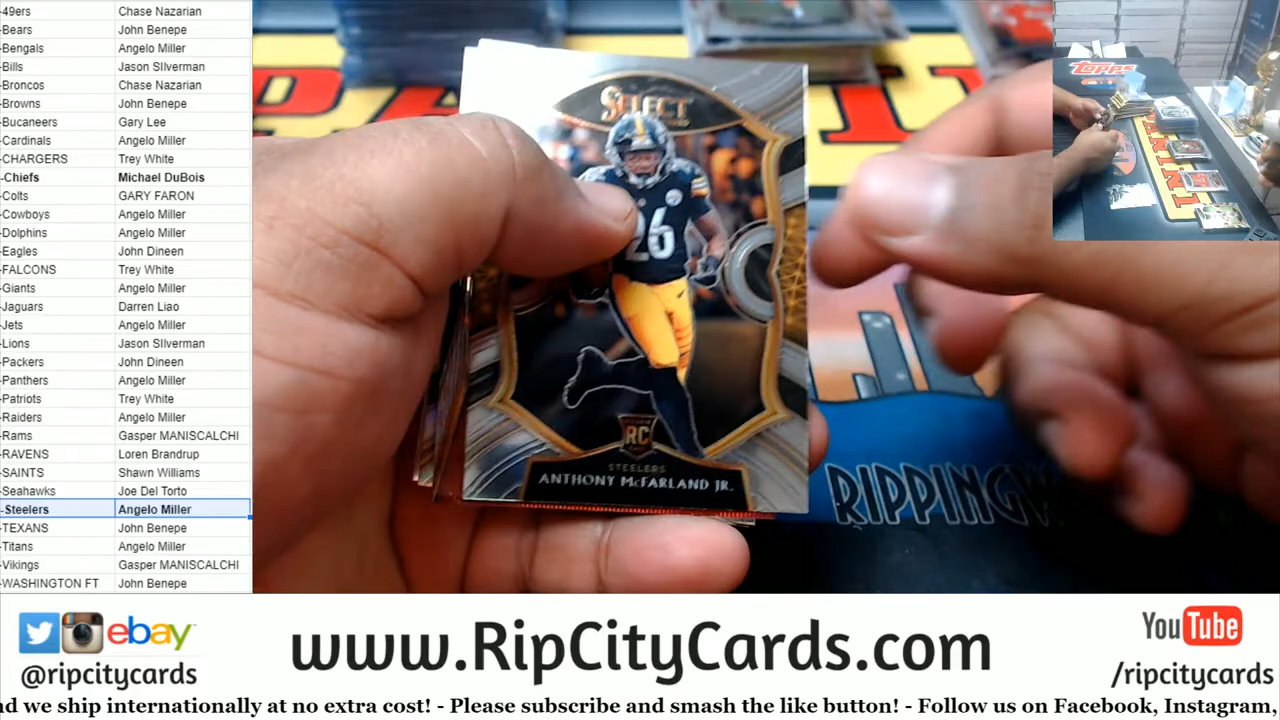 -49ers Chase Nazarian
-Bears John Benepe
-Bengals Angelo Miller
-Bills Jason SIlverman
-Broncos Chase Nazarian
-Browns John Benepe
-Bucaneers Gary Lee
-Cardinals Angelo Miller
-CHARGERS Trey White
-Chiefs Michael DuBois
-Colts GARY FARON
-Cowboys Angelo Miller
-Dolphins Angelo Miller
-Eagles John Dineen
-FALCONS Trey White
-Giants Angelo Miller
-Jaguars Darren Liao
-Jets Angelo Miller
-Lions Jason SIlverman
-Packers John Dineen
-Panthers Angelo Miller
-Patriots Trey White
-Raiders Angelo Miller
-Rams Gasper MANISCALCHI
-RAVENS Loren Brandrup
-SAINTS Shawn Williams
-Seahawks Joe Del Torto
-Steelers Angelo Miller
-TEXANS John Benepe
-Titans Angelo Miller
-Vikings Gasper MANISCALCHI
-WASHINGTON FT John Benepe
SELECT
26
RC
STEELERS
ANTHONY McFARLAND JR.
Topps
RIPPING
ebay
@ripcitycards
www.RipCityCards.com
YouTube
/ripcitycards
nd we ship internationally at no extra cost! - Please subscribe and smash the like button! - Follow us on Facebook, Instagram,